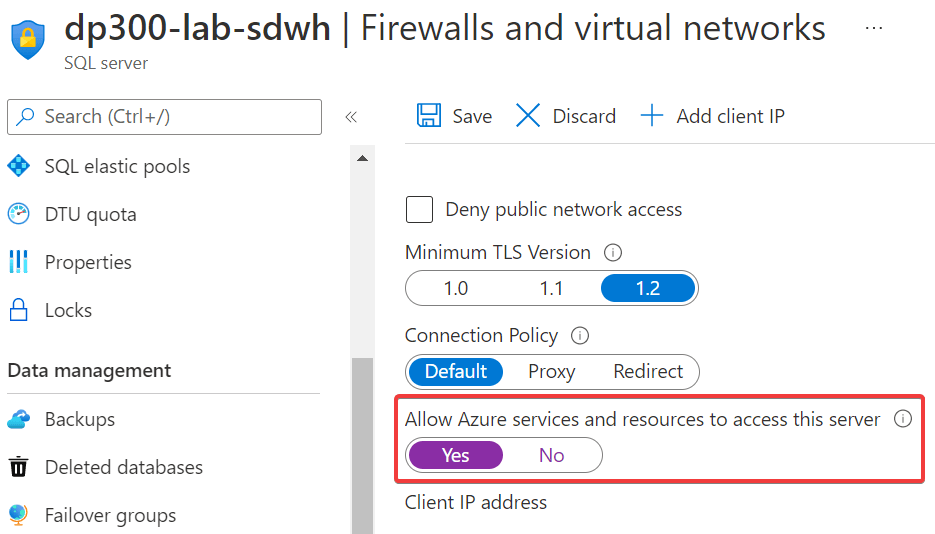 dp300-lab-sdwh | Firewalls and virtual networks ...
SQL server
Search (Ctrl+/)
«
Save
Discard
Add client IP
SQL elastic pools
DTU quota
Properties
Locks
Data management
Backups
Deleted databases
Failover groups
Deny public network access
Minimum TLS Version
1.0 1.1 1.2
Connection Policy
Default Proxy Redirect
Allow Azure services and resources to access this server
Yes No
Client IP address